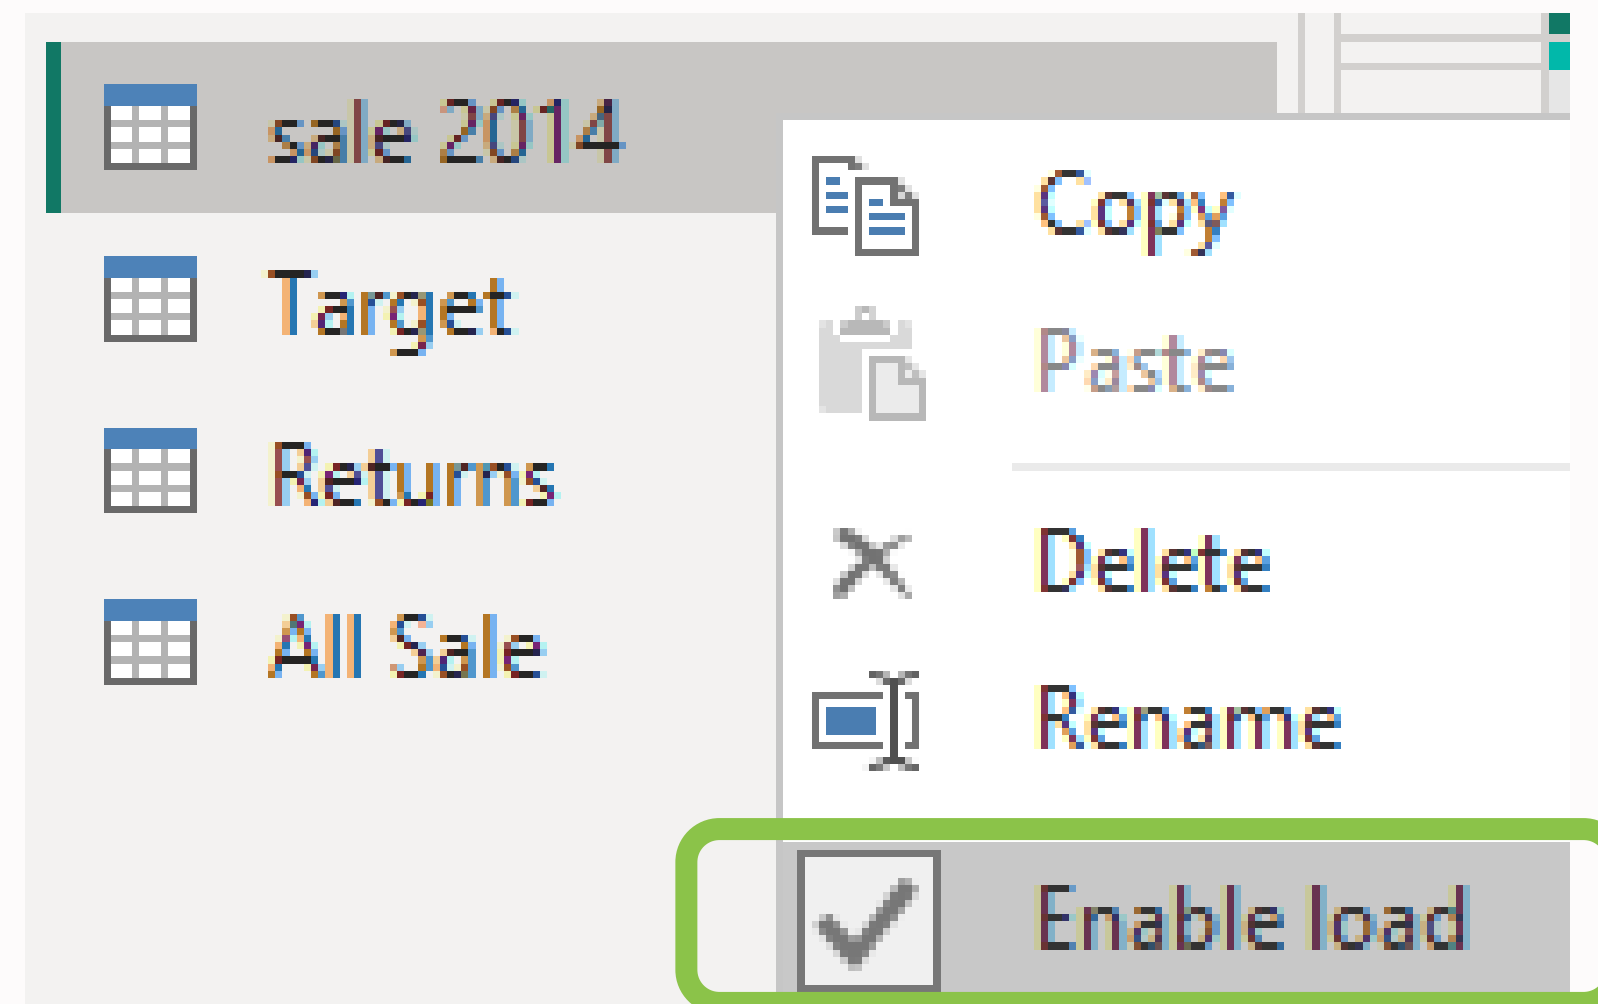 sale 2014
Target
Returns
All Sale
Copy
Paste
Delete
Rename
Enable load